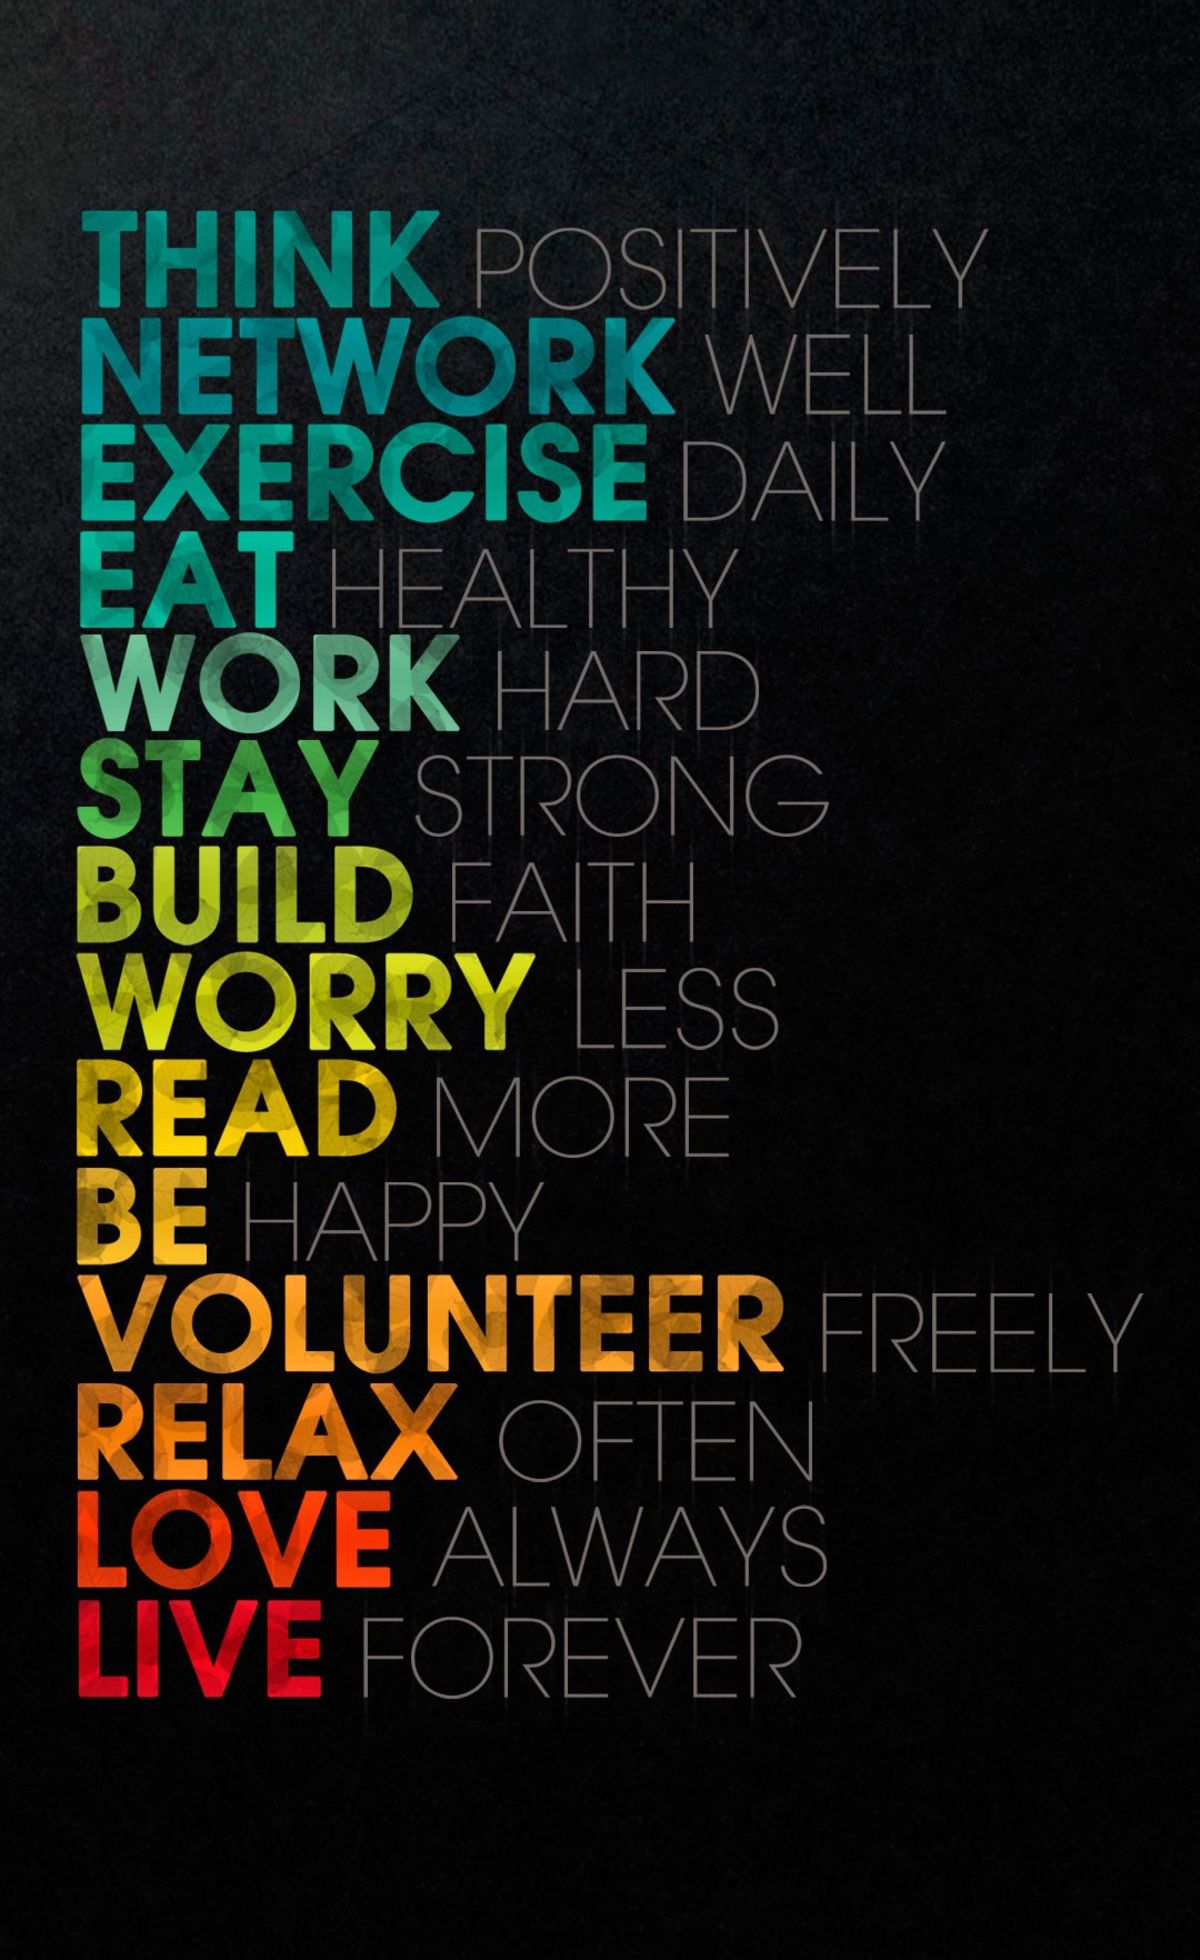 THINK POSITIVELY
NETWORK WELL
EXERCISE DAILY
EAT HEALTHY
WORK HARD
STAY STRONG
BUILD FAITH
WORRY LESS
READ MORE
BE HAPPY
VOLUNTEER FREELY
RELAX OFTEN
LOVE ALWAYS
LIVE FOREVER